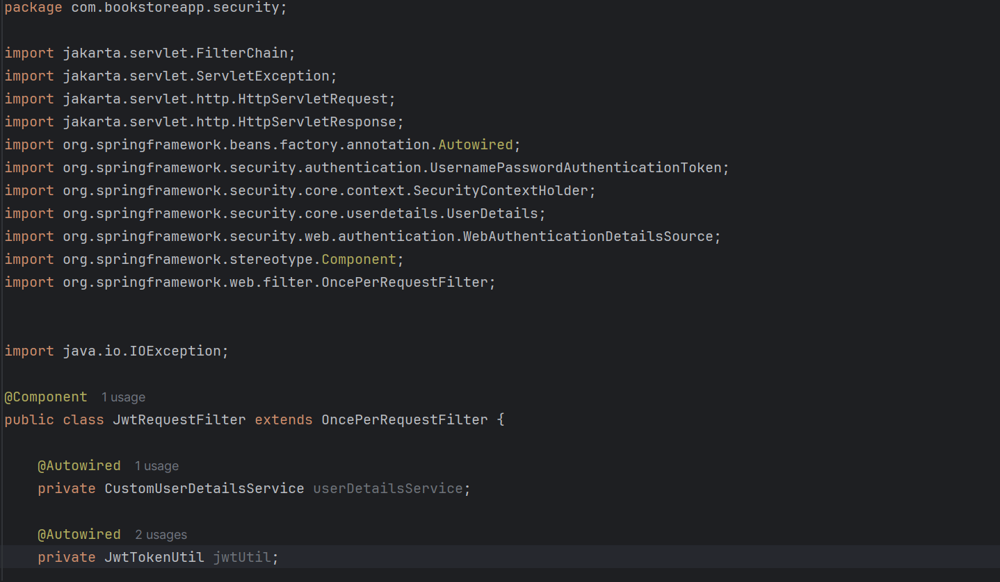 package com.bookstoreapp.security;
import jakarta.servlet.FilterChain;
import jakarta.servlet.ServletException;
import jakarta.servlet.http.HttpServletRequest;
import jakarta.servlet.http.HttpServletResponse;
import org.springframework.beans.factory.annotation.Autowired;
import org.springframework.security.authentication.UsernamePasswordAuthenticationToken;
import org.springframework.security.core.context.SecurityContextHolder;
import org.springframework.security.core.userdetails.UserDetails;
import org.springframework.security.web.authentication.WebAuthenticationDetailsSource;
import org.springframework.stereotype.Component;
import org.springframework.web.filter.OncePerRequestFilter;
import java.io.IOException;
@Component 1 usage
public class JwtRequestFilter extends OncePerRequestFilter {
@Autowired 1 usage
private CustomUserDetailsService userDetailsService;
@Autowired 2 usages
private JwtTokenUtil jwtUtil;